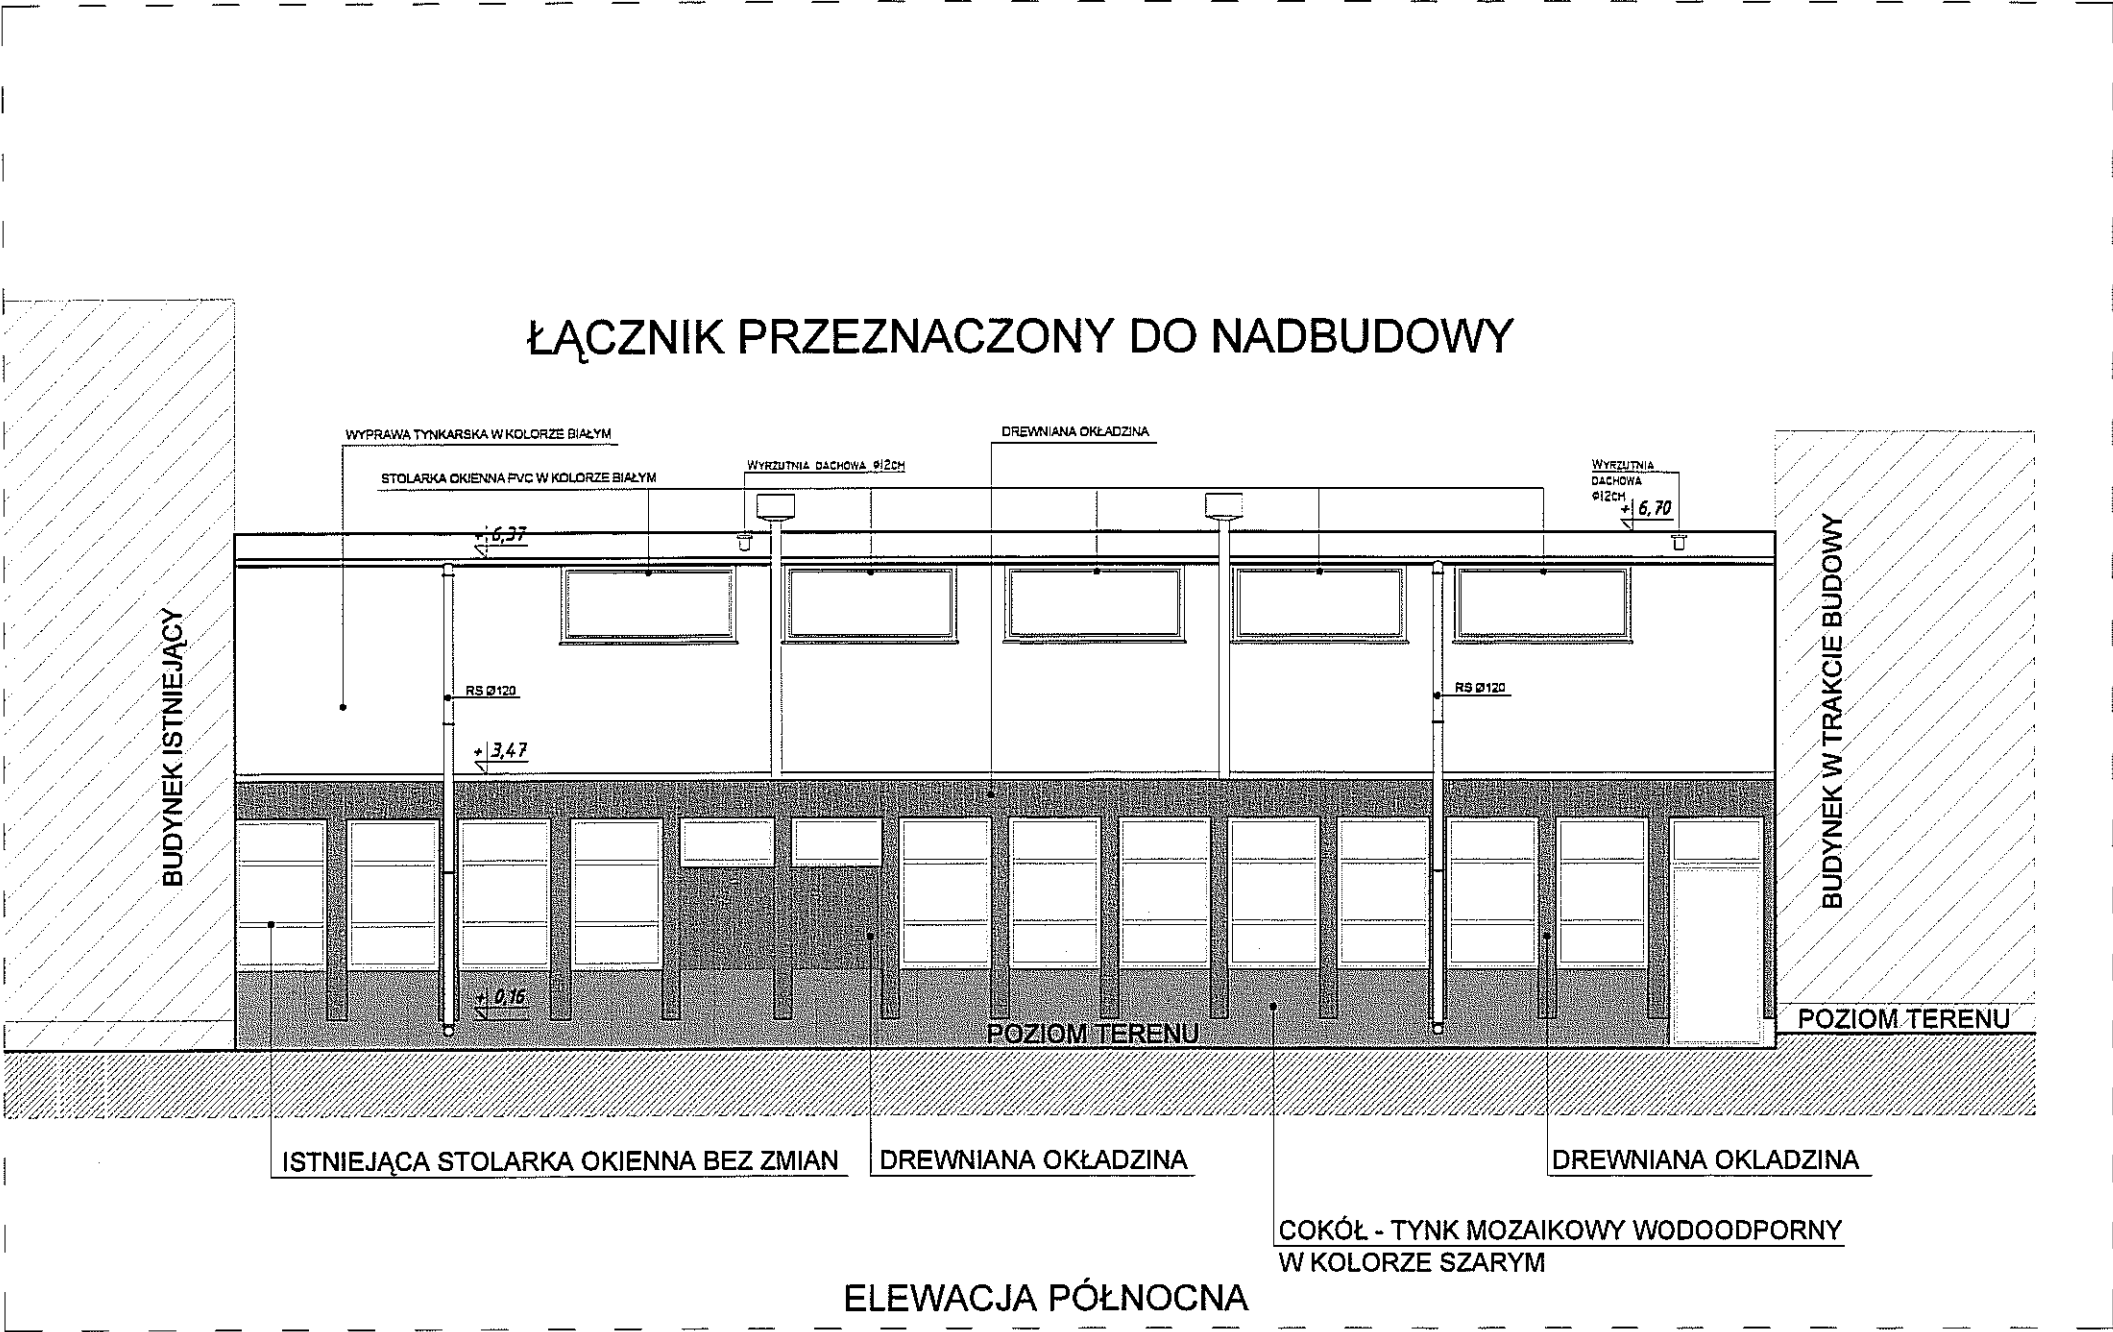 ŁĄCZNIK PRZEZNACZONY DO NADBUDOWY
WYPRAWA TYNKARSKA W KOLORZE BIAŁYM
DREWNIANA OKŁADZINA
STOLARKA OKIENNA PVC W KOLORZE BIAŁYM
WYRZUTNIA DACHOWA Ø12CM
WYRZUTNIA
DACHOWA
Ø12CM
+ 6,70
+ 6,37
BUDYNEK ISTNIEJĄCY
BUDYNEK W TRAKCIE BUDOWY
RS Ø120
RS Ø120
+ 3,47
+ 0,16
POZIOM TERENU
POZIOM TERENU
ISTNIEJĄCA STOLARKA OKIENNA BEZ ZMIAN
DREWNIANA OKŁADZINA
DREWNIANA OKLADZINA
COKÓŁ - TYNK MOZAIKOWY WODOODPORNY
W KOLORZE SZARYM
ELEWACJA PÓŁNOCNA